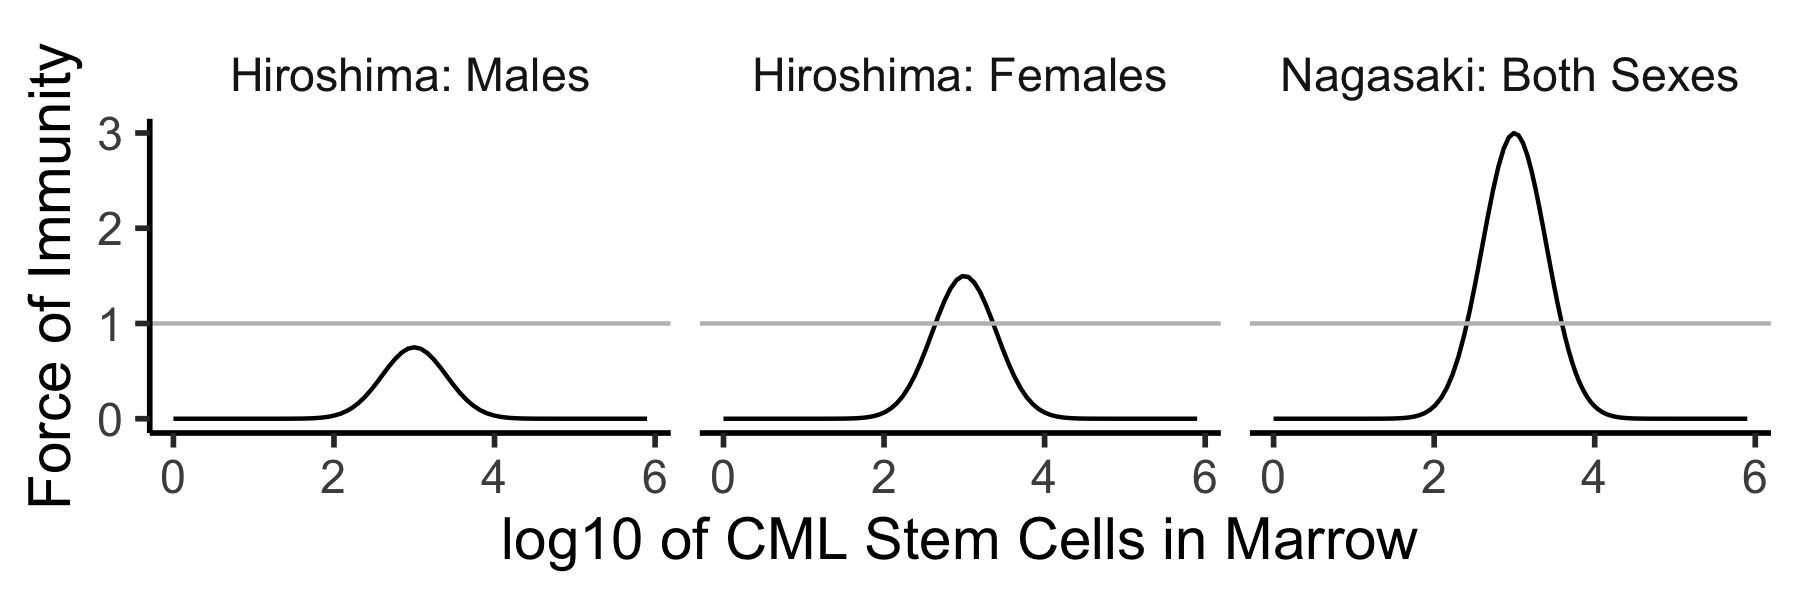 Hiroshima: Males
Hiroshima: Females
Nagasaki: Both Sexes
Force of Immunity
3
2
1
0
0 2 4 6
0 2 4 6
0 2 4 6
log10 of CML Stem Cells in Marrow